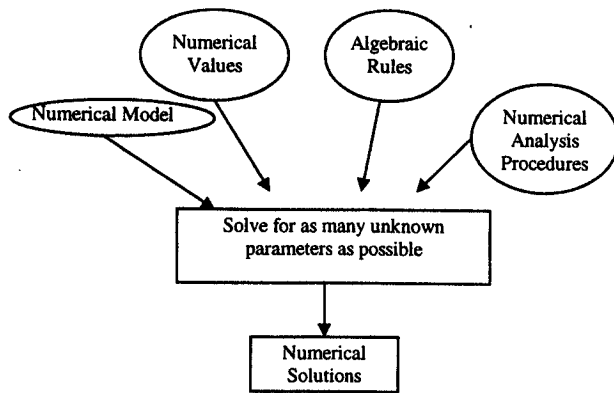 Numerical
Values
Algebraic
Rules
Numerical Model
Numerical
Analysis
Procedures
Solve for as many unknown
parameters as possible
Numerical
Solutions